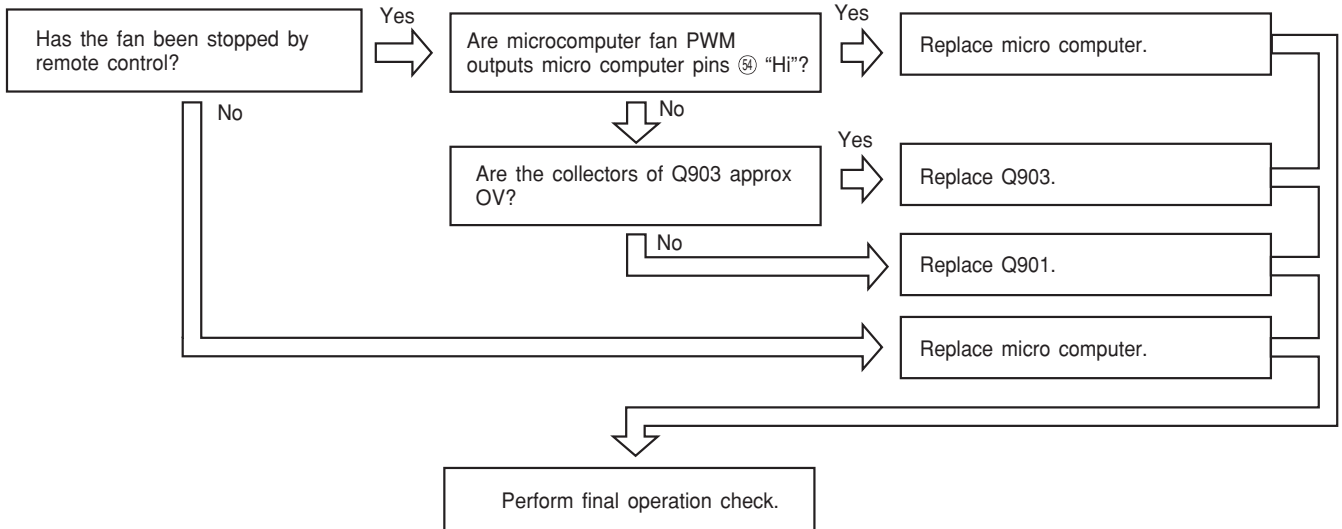 Has the fan been stopped by
remote control?
Yes
Are microcomputer fan PWM
outputs micro computer pins ㊴ “Hi”?
Yes
Replace micro computer.
No
No
Are the collectors of Q903 approx
OV?
Yes
Replace Q903.
No
Replace Q901.
Replace micro computer.
Perform final operation check.